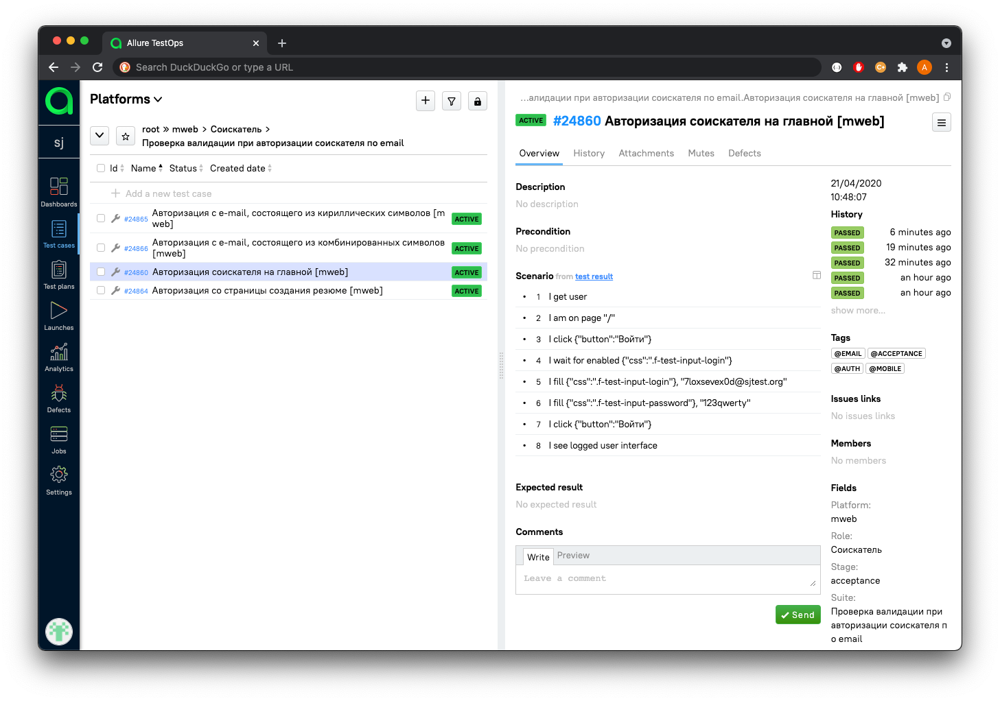 Allure TestOps
Search DuckDuckGo or type a URL
A
sj
Dashboards
Test cases
Test plans
Launches
Analytics
Defects
Jobs
Settings
Platforms
root » mweb > Соискатель >
Проверка валидации при авторизации соискателя по email
Id Name Status Created date
Add a new test case
#24865 Авторизация с e-mail, состоящего из кириллических символов [m
web]
ACTIVE
#24866 Авторизация с e-mail, состоящего из комбинированных символов
[mweb]
ACTIVE
#24860 Авторизация соискателя на главной [mweb] ACTIVE
#24864 Авторизация со страницы создания резюме [mweb] ACTIVE
...алидации при авторизации соискателя по email.Авторизация соискателя на главной [mweb]
ACTIVE #24860 Авторизация соискателя на главной [mweb]
Overview History Attachments Mutes Defects
Description
No description
Precondition
No precondition
Scenario from test result
• 1 I get user
• 2 I am on page "/"
• 3 I click {"button":"Войти"}
• 4 I wait for enabled {"css":".f-test-input-login"}
• 5 I fill {"css":".f-test-input-login"}, "7loxsevex0d@sjtest.org"
• 6 I fill {"css":".f-test-input-password"}, "123qwerty"
• 7 I click {"button":"Войти"}
• 8 I see logged user interface
Expected result
No expected result
Comments
Write Preview
Leave a comment
Send
21/04/2020
10:48:07
History
PASSED 6 minutes ago
PASSED 19 minutes ago
PASSED 32 minutes ago
PASSED an hour ago
PASSED an hour ago
show more...
Tags
@EMAIL @ACCEPTANCE
@AUTH @MOBILE
Issues links
No issues links
Members
No members
Fields
Platform:
mweb
Role:
Соискатель
Stage:
acceptance
Suite:
Проверка валидации при
авторизации соискателя п
о email